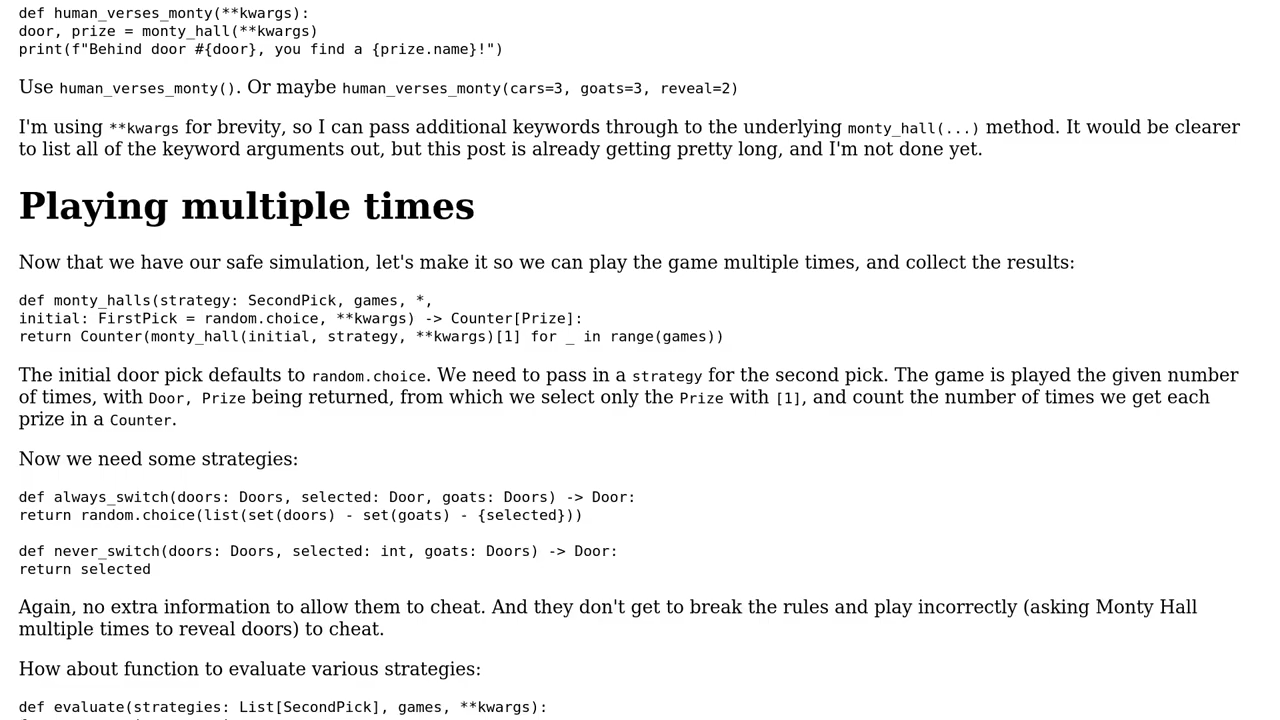 def human_verses_monty(**kwargs):
door, prize = monty_hall(**kwargs)
print(f"Behind door #{door}, you find a {prize.name}!")
Use human_verses_monty(). Or maybe human_verses_monty(cars=3, goats=3, reveal=2)
I'm using **kwargs for brevity, so I can pass additional keywords through to the underlying monty_hall(...) method. It would be clearer
to list all of the keyword arguments out, but this post is already getting pretty long, and I'm not done yet.
Playing multiple times
Now that we have our safe simulation, let's make it so we can play the game multiple times, and collect the results:
def monty_halls(strategy: SecondPick, games, *,
initial: FirstPick = random.choice, **kwargs) -> Counter[Prize]:
return Counter(monty_hall(initial, strategy, **kwargs)[1] for _ in range(games))
The initial door pick defaults to random.choice. We need to pass in a strategy for the second pick. The game is played the given number
of times, with Door, Prize being returned, from which we select only the Prize with [1], and count the number of times we get each
prize in a Counter.
Now we need some strategies:
def always_switch(doors: Doors, selected: Door, goats: Doors) -> Door:
return random.choice(list(set(doors) - set(goats) - {selected}))
def never_switch(doors: Doors, selected: int, goats: Doors) -> Door:
return selected
Again, no extra information to allow them to cheat. And they don't get to break the rules and play incorrectly (asking Monty Hall
multiple times to reveal doors) to cheat.
How about function to evaluate various strategies:
def evaluate(strategies: List[SecondPick], games, **kwargs):